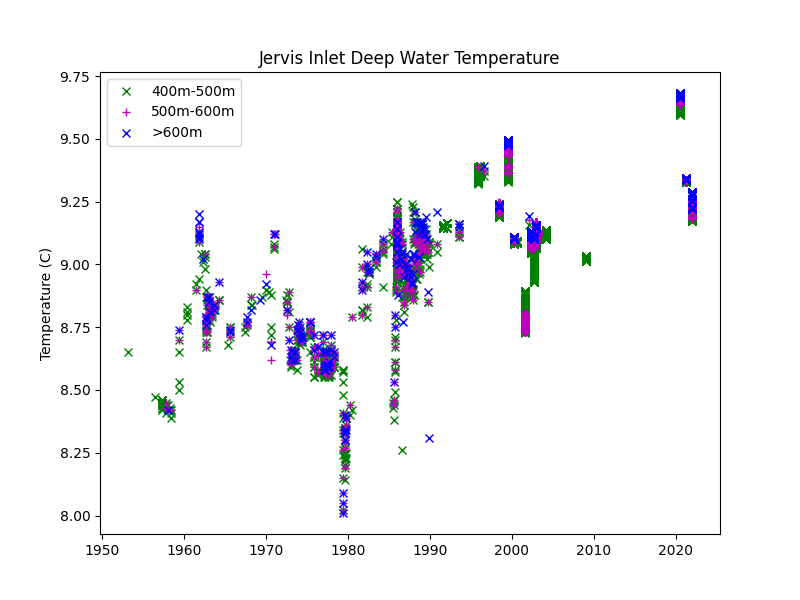 Jervis Inlet Deep Water Temperature
400m-500m
500m-600m
>600m
Temperature (C)
9.75
9.50
9.25
9.00
8.75
8.50
8.25
8.00
1950 1960 1970 1980 1990 2000 2010 2020